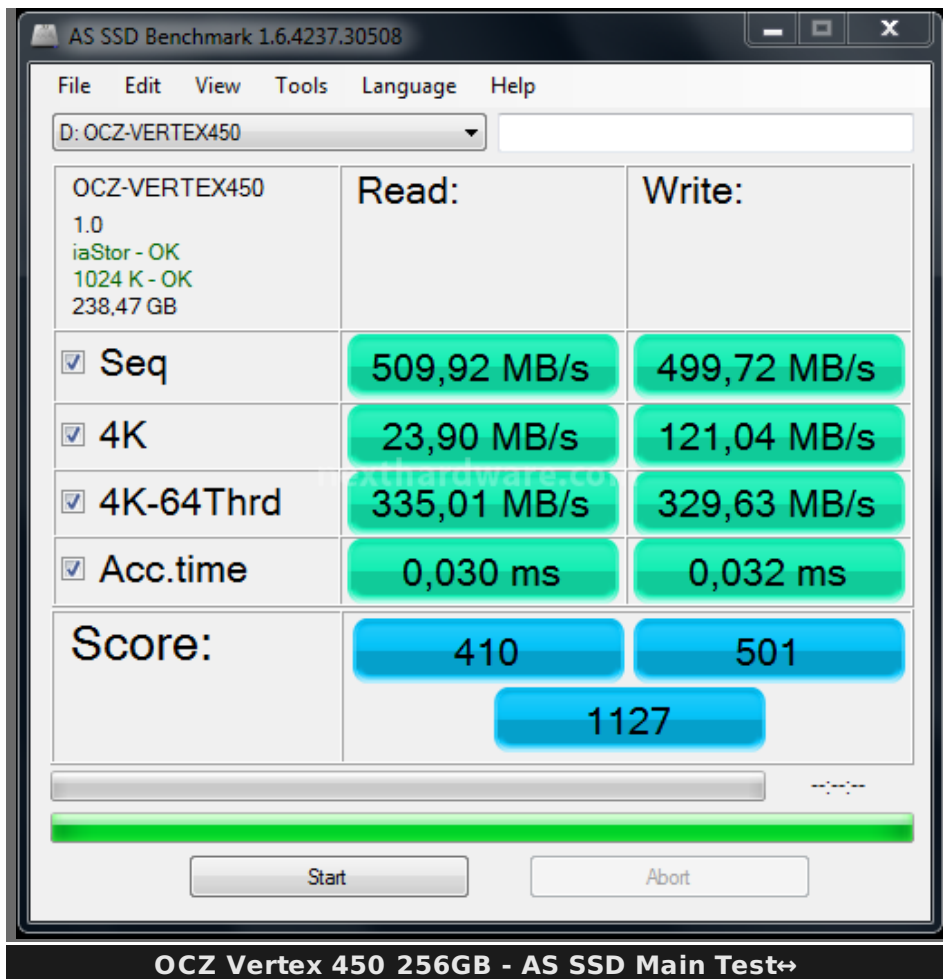 AS SSD Benchmark 1.6.4237.30508
File Edit View Tools Language Help
D: OCZ-VERTEX450
OCZ-VERTEX450 Read: Write:
1.0
iaStor - OK
1024 K - OK
238,47 GB
Seq 509,92 MB/s 499,72 MB/s
4K 23,90 MB/s 121,04 MB/s
nexthardware.com
4K-64Thrd 335,01 MB/s 329,63 MB/s
Acc.time 0,030 ms 0,032 ms
Score: 410 501
1127
--:--:--
Start Abort
OCZ Vertex 450 256GB - AS SSD Main Test↔